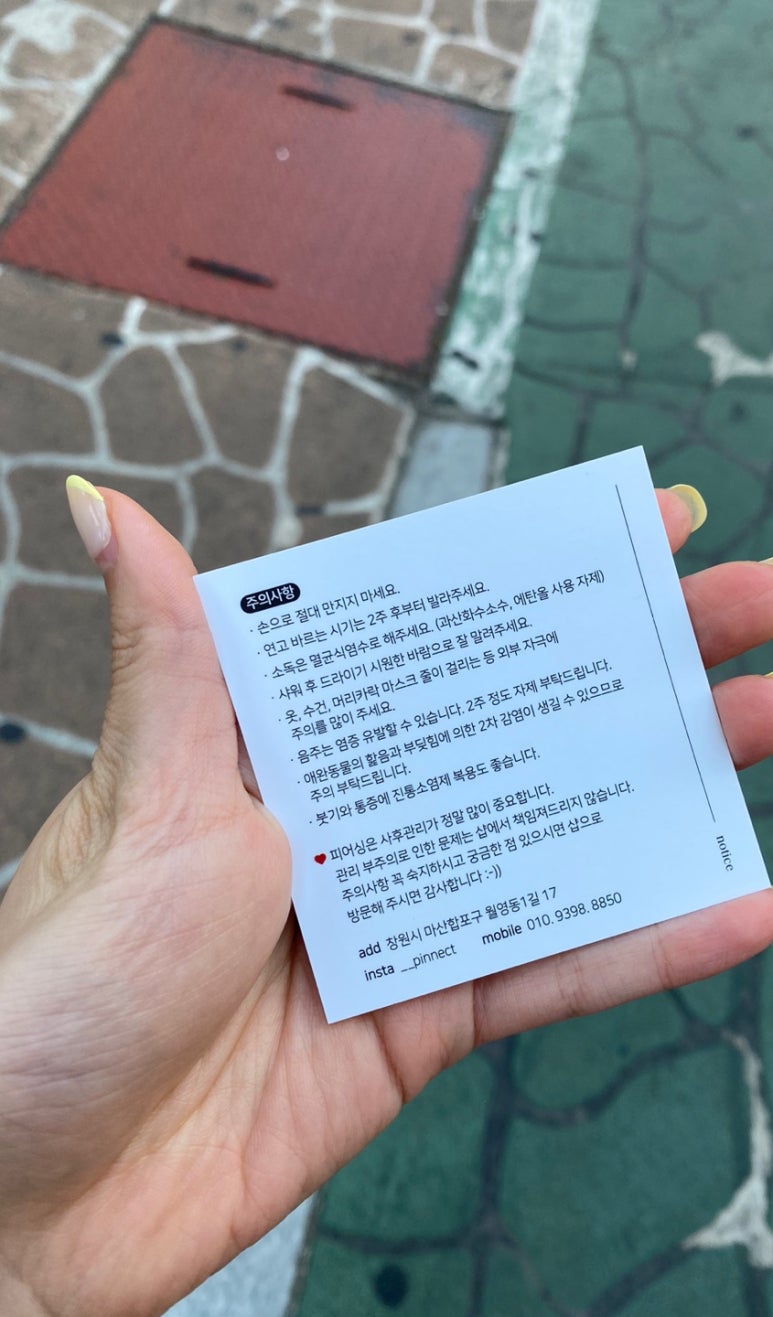 주의사항
· 손으로 절대 만지지 마세요.
· 연고 바르는 시기는 2주 후부터 발라주세요.
· 소독은 멸균식염수로 해주세요. (과산화수소수, 에탄올 사용 자제)
· 샤워 후 드라이기 시원한 바람으로 잘 말려주세요.
· 옷, 수건, 머리카락 마스크 줄이 걸리는 등 외부 자극에
주의를 많이 주세요.
· 음주는 염증 유발할 수 있습니다. 2주 정도 자제 부탁드립니다.
· 애완동물의 핥음과 부딪힘에 의한 2차 감염이 생길 수 있으므로
주의 부탁드립니다.
· 붓기와 통증에 진통소염제 복용도 좋습니다.
♥ 피어싱은 사후관리가 정말 많이 중요합니다.
관리 부주의로 인한 문제는 샵에서 책임져드리지 않습니다.
주의사항 꼭 숙지하시고 궁금한 점 있으시면 샵으로
방문해 주시면 감사합니다 :-))
add 창원시 마산합포구 월영동1길 17
insta __pinnect mobile 010. 9398. 8850
notice